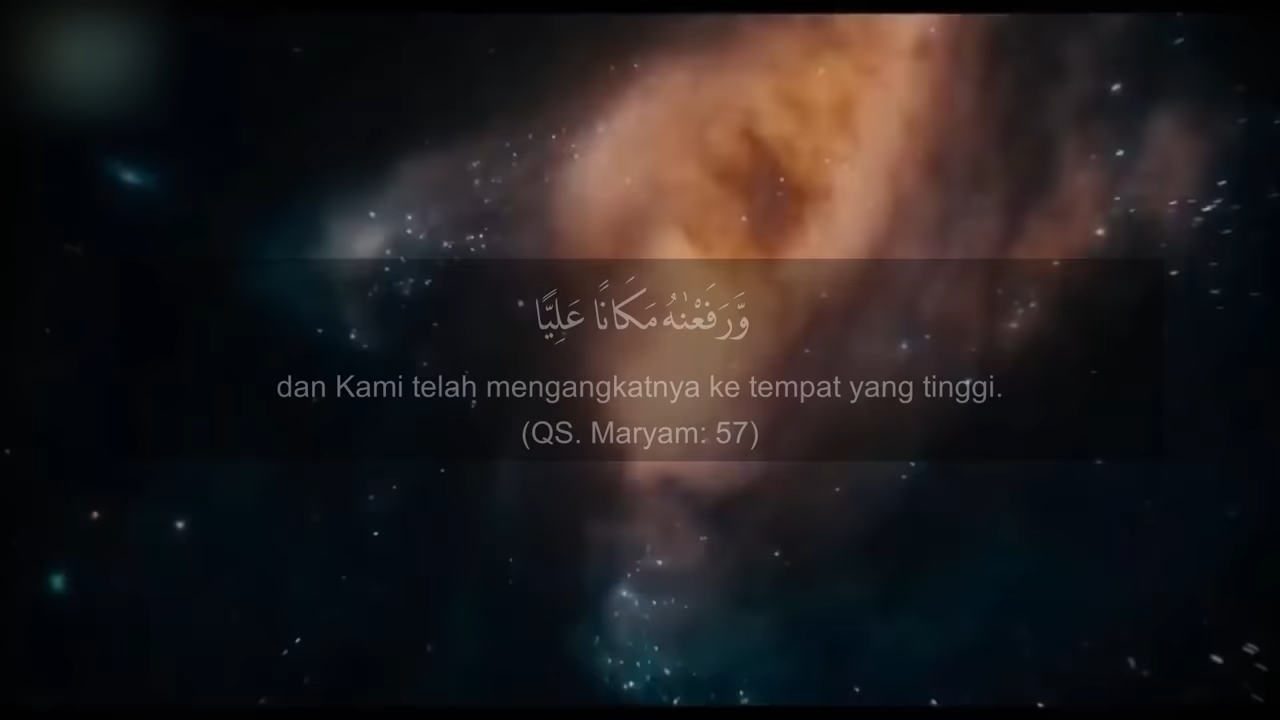 وَّرَفَعْنٰهُ مَكَانًا عَلِيًّا
dan Kami telah mengangkatnya ke tempat yang tinggi.
(QS. Maryam: 57)